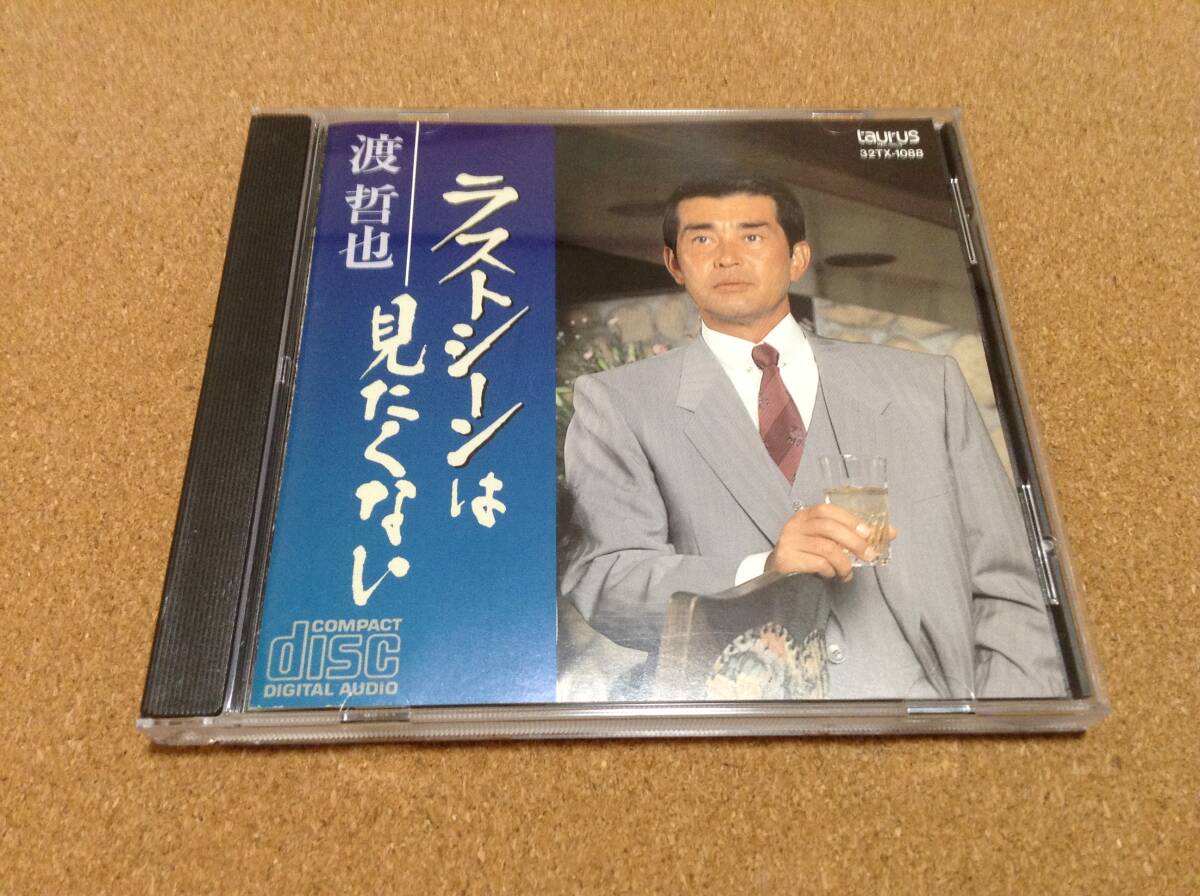 渡 哲也
ラストシーンは
見たくない
taurus
32TX-1088
COMPACT
disc
DIGITAL AUDIO